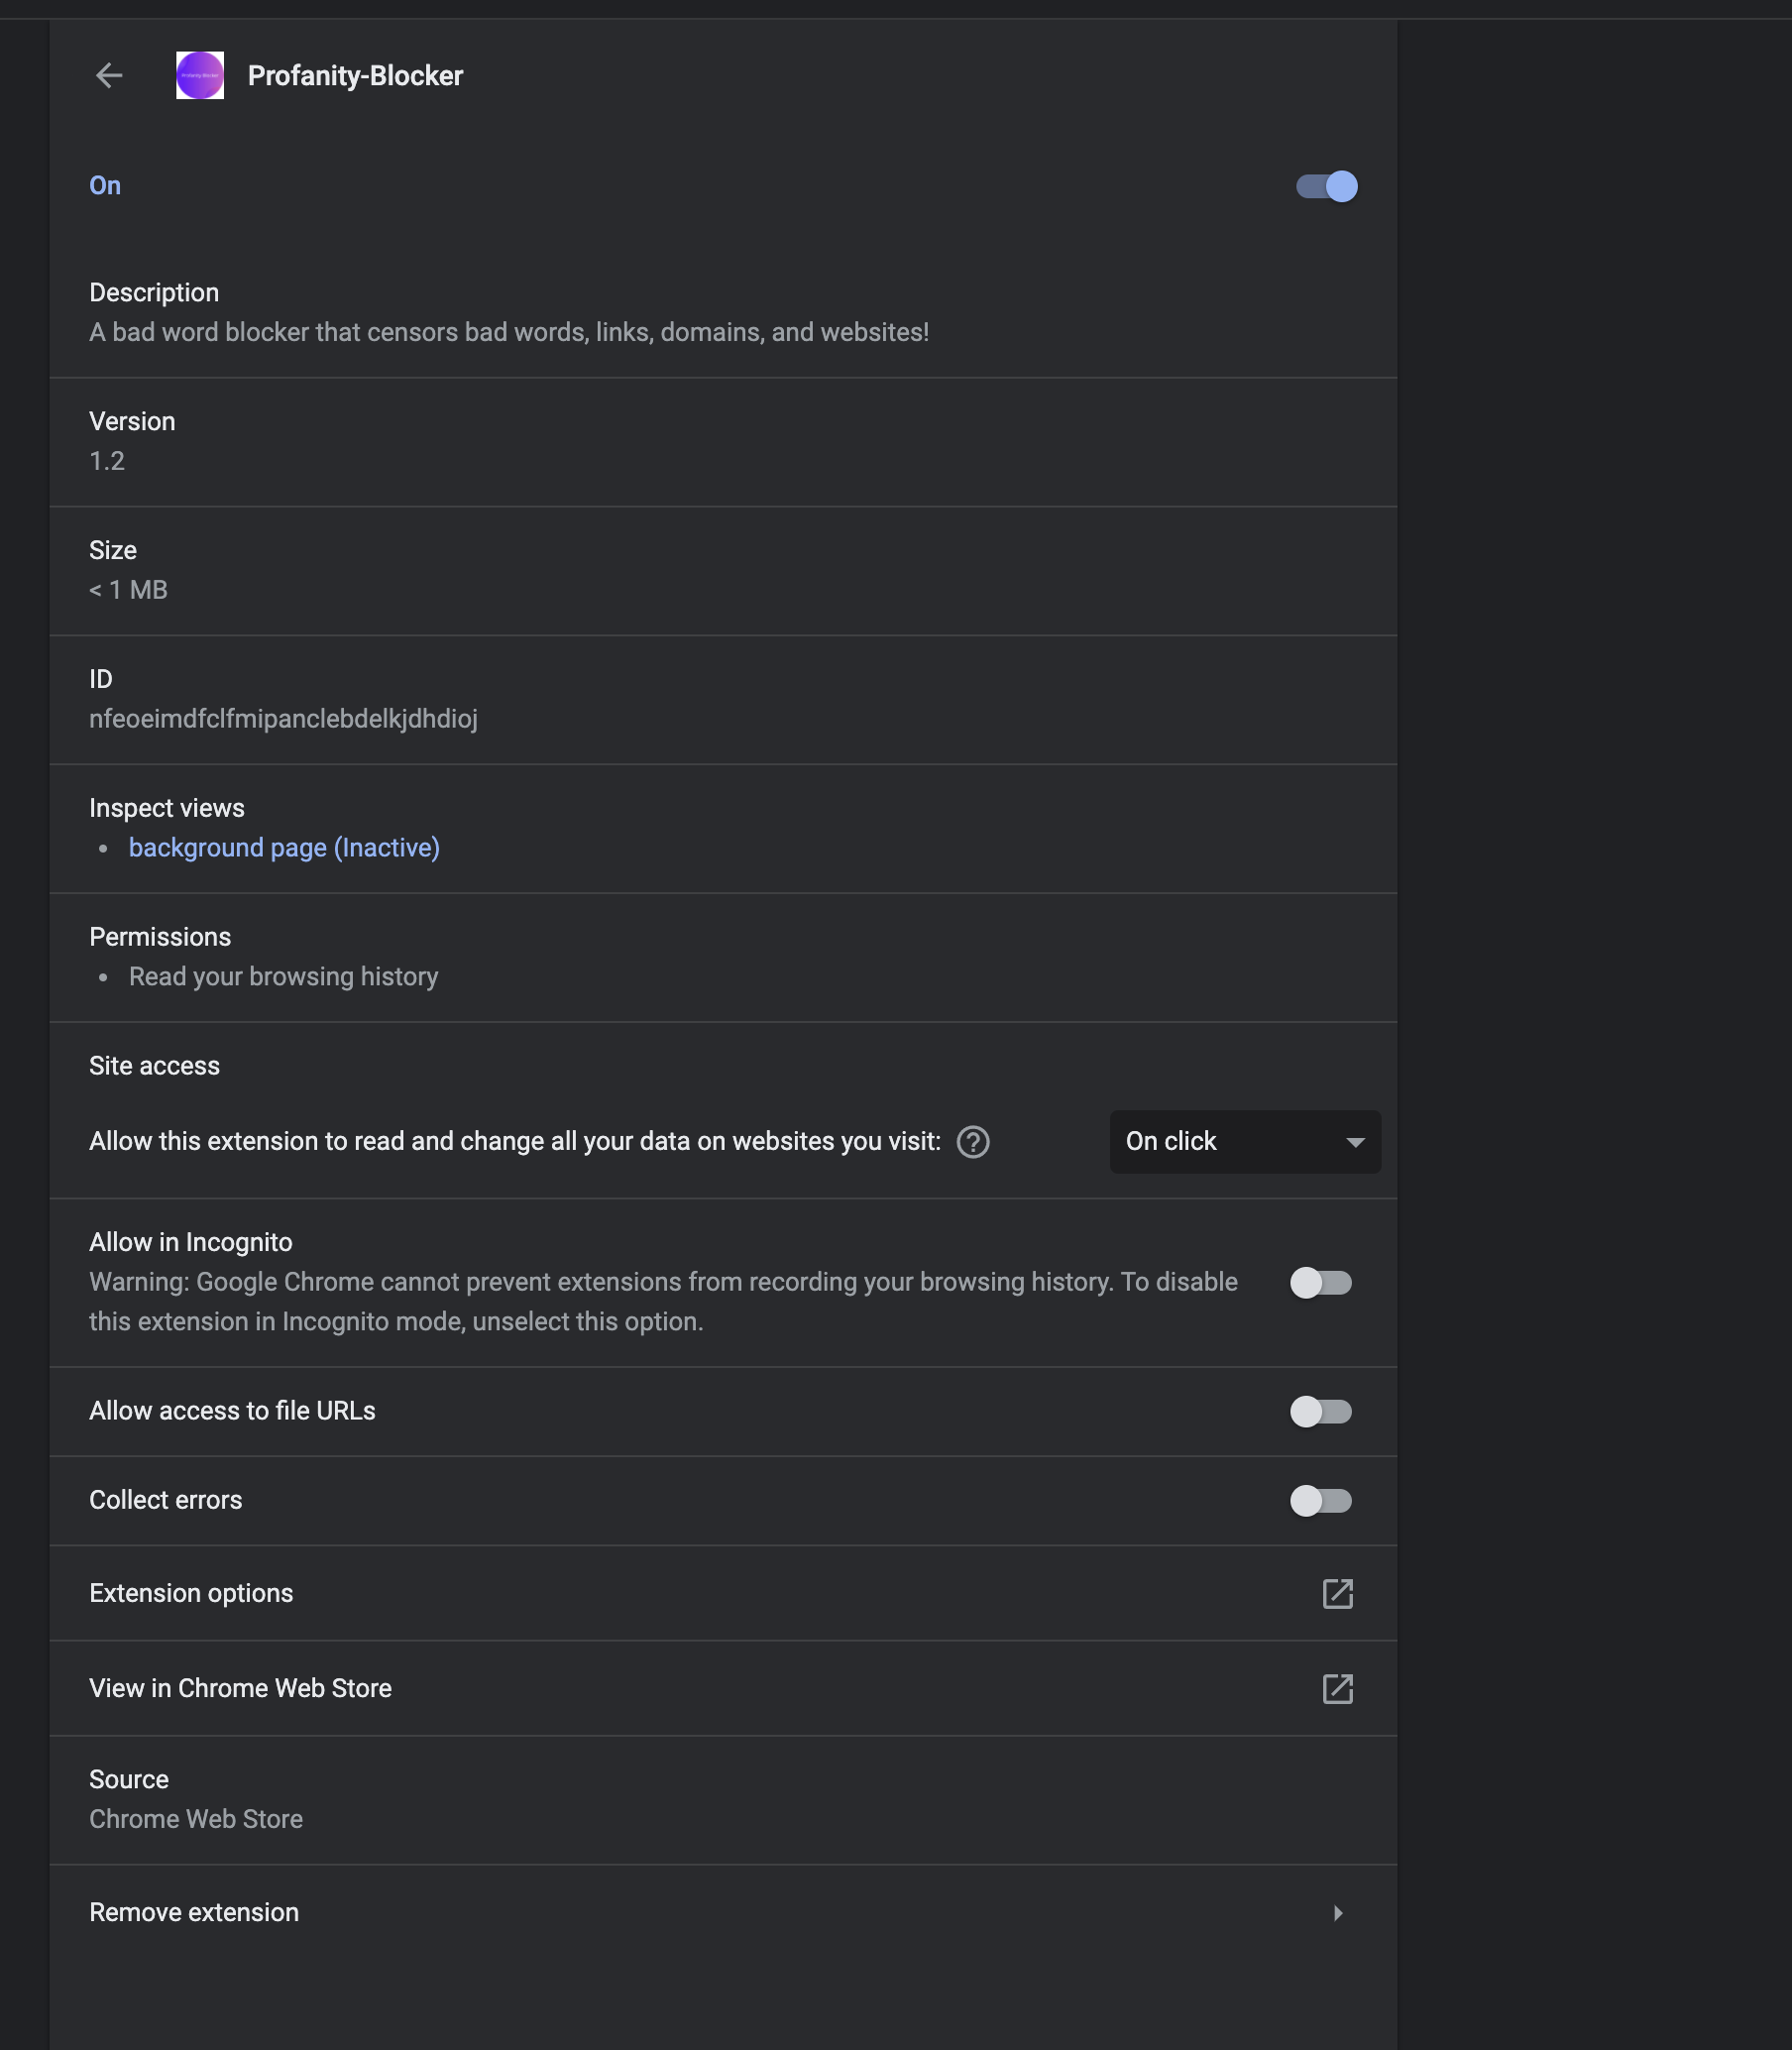 Profanity-Blocker
On
Description
A bad word blocker that censors bad words, links, domains, and websites!
Version
1.2
Size
< 1 MB
ID
nfeoeimdfclfmipanclebdelkjdhdioj
Inspect views
• background page (Inactive)
Permissions
• Read your browsing history
Site access
Allow this extension to read and change all your data on websites you visit: ? On click
Allow in Incognito
Warning: Google Chrome cannot prevent extensions from recording your browsing history. To disable
this extension in Incognito mode, unselect this option.
Allow access to file URLs
Collect errors
Extension options
View in Chrome Web Store
Source
Chrome Web Store
Remove extension